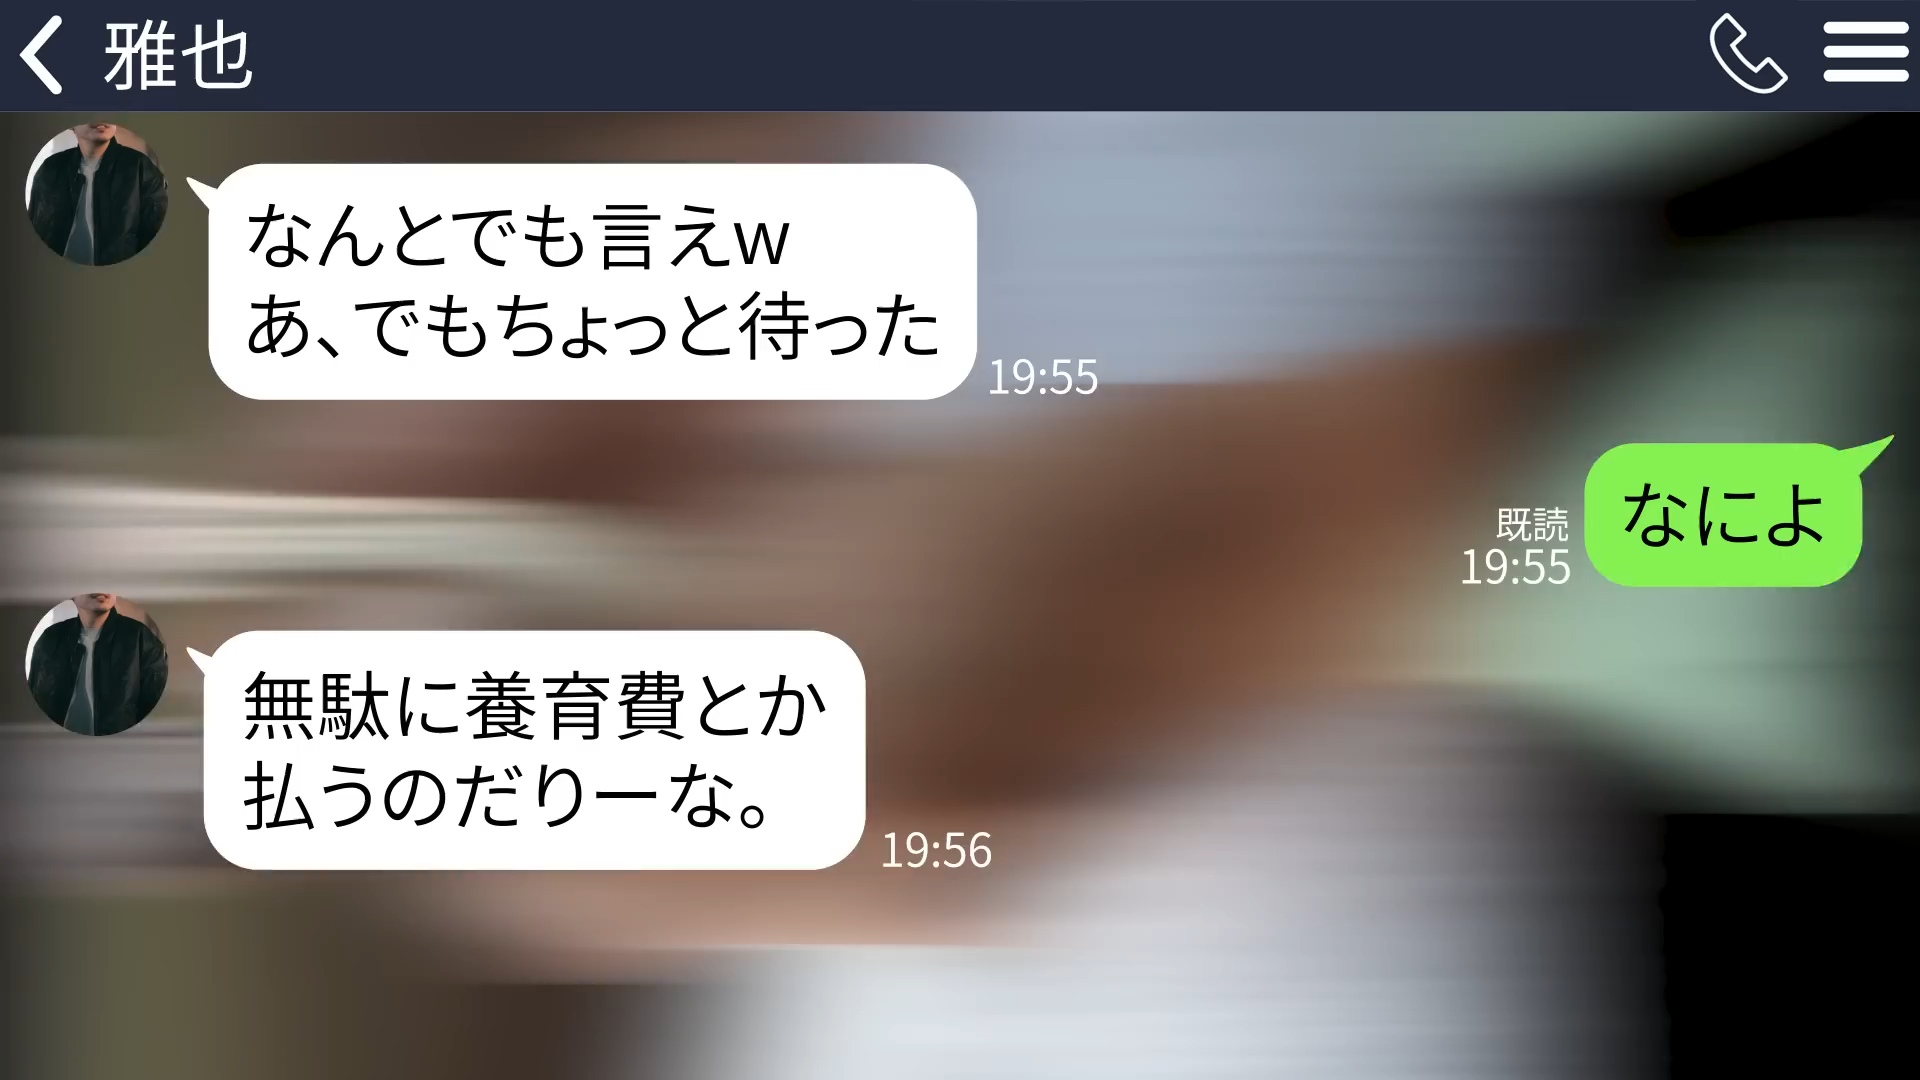 雅也
なんとでも言えw
あ、でもちょっと待った
19:55
なによ
既読
19:55
無駄に養育費とか
払うのだりーな。
19:56